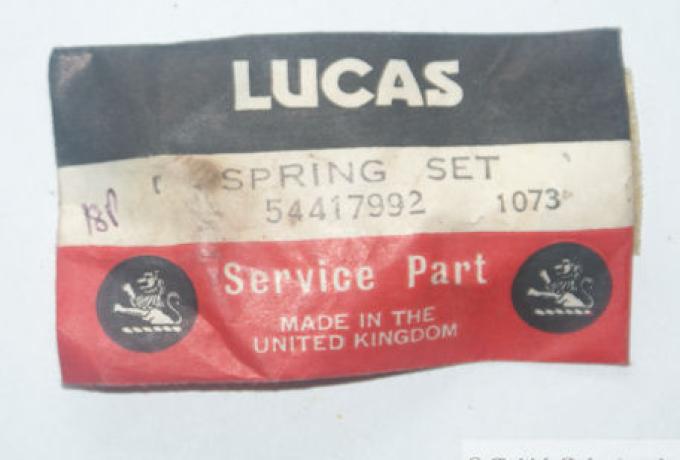 LUCAS
SPRING SET
54417992 1073
18P
Service Part
MADE IN THE
UNITED KINGDOM